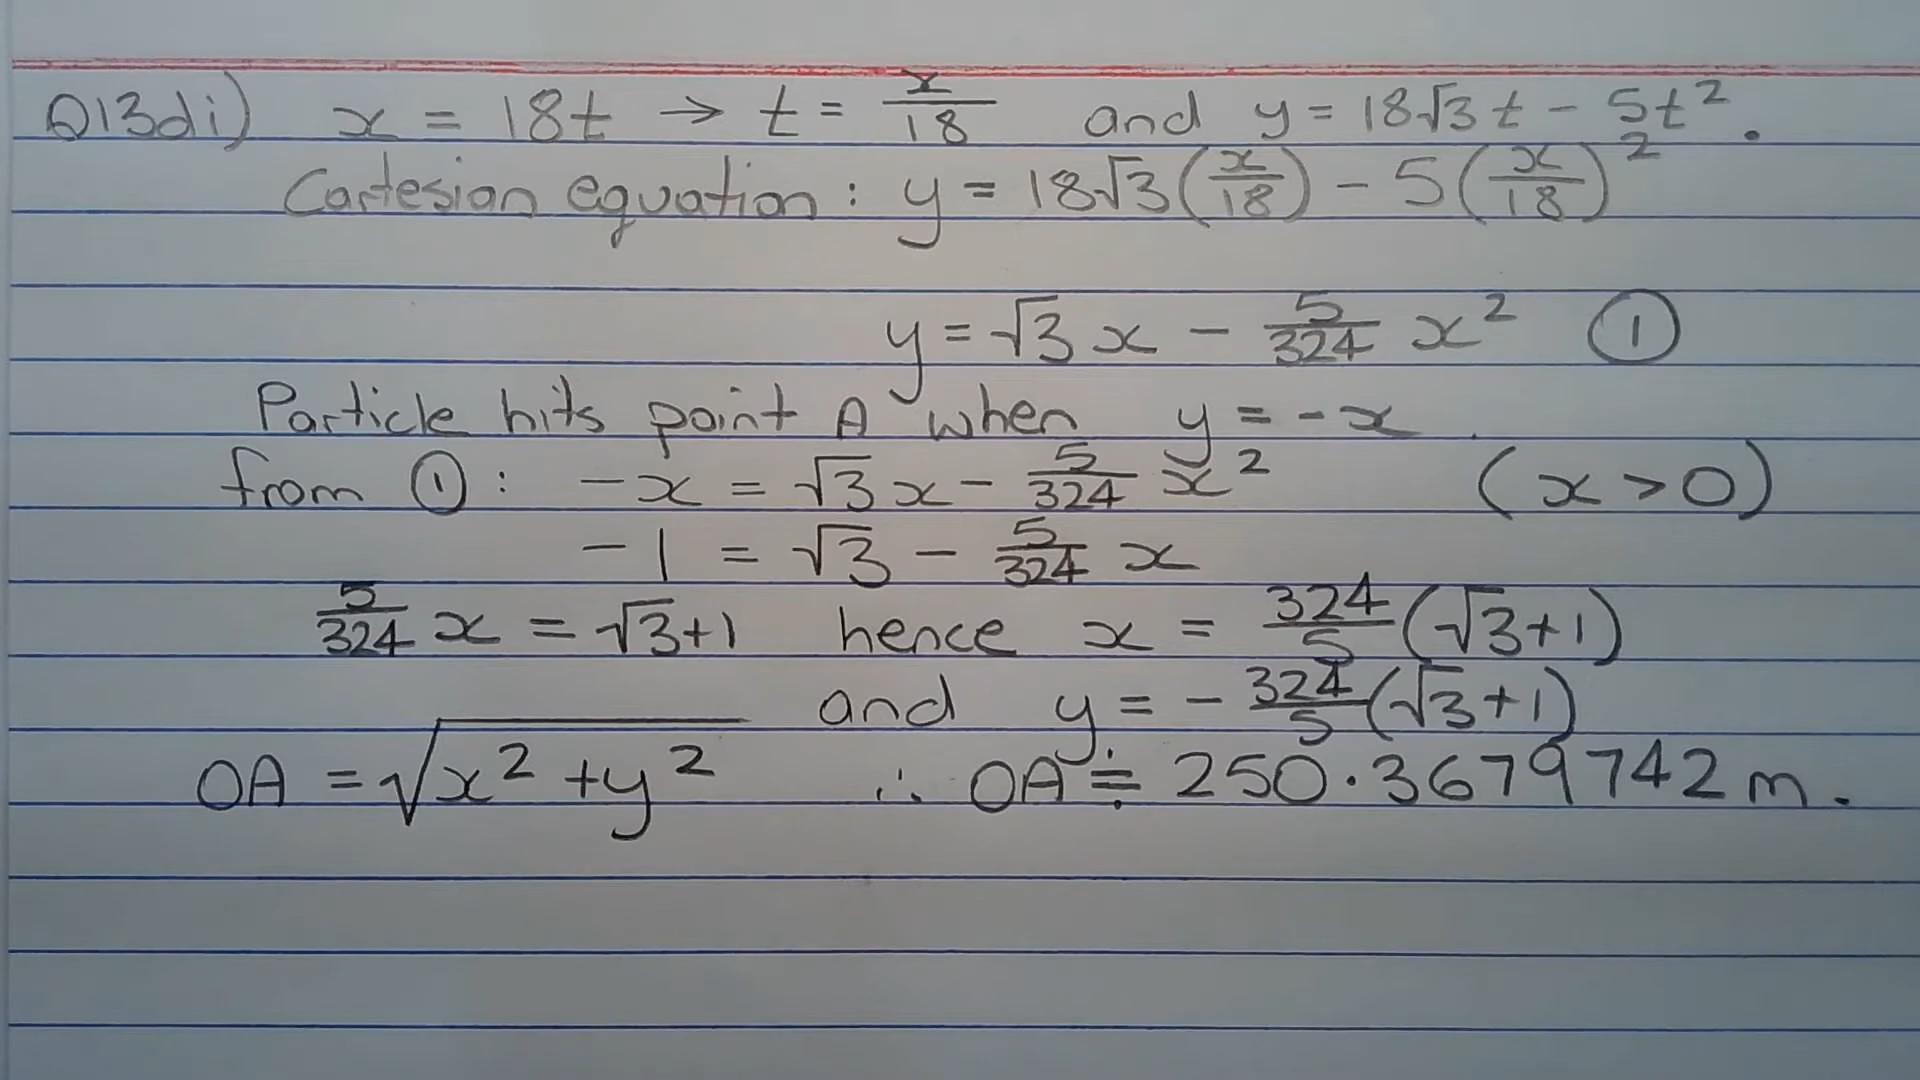 Q13di) x = 18t → t = x/18 and y = 18√3 t - 5t².
Cartesian equation: y = 18√3(x/18) - 5(x/18)²
y = √3 x - 5/324 x² ①
Particle hits point A when y = -x
from ①: -x = √3 x - 5/324 x² (x > 0)
-1 = √3 - 5/324 x
5/324 x = √3+1 hence x = 324/5 (√3+1)
and y = - 324/5 (√3+1)
OA = √(x² + y²) ∴ OA ≑ 250.3679742 m.